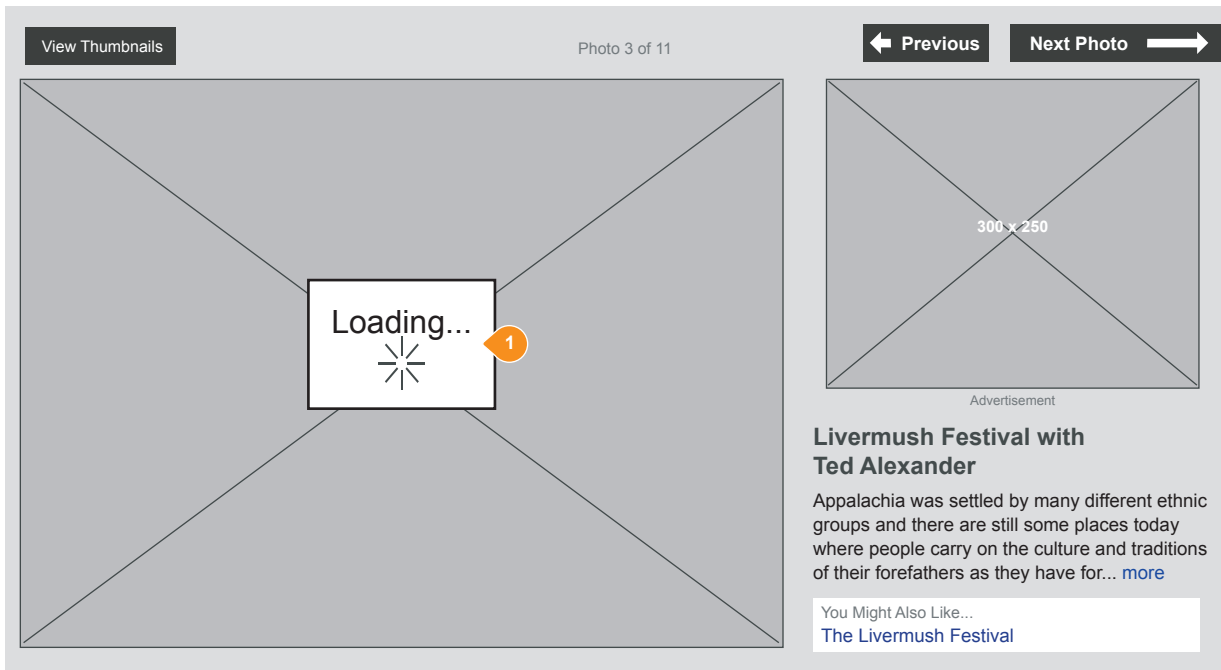 View Thumbnails
Photo 3 of 11
Previous
Next Photo
Loading...
1
300 x 250
Advertisement
Livermush Festival with
Ted Alexander
Appalachia was settled by many different ethnic
groups and there are still some places today
where people carry on the culture and traditions
of their forefathers as they have for... more
You Might Also Like...
The Livermush Festival